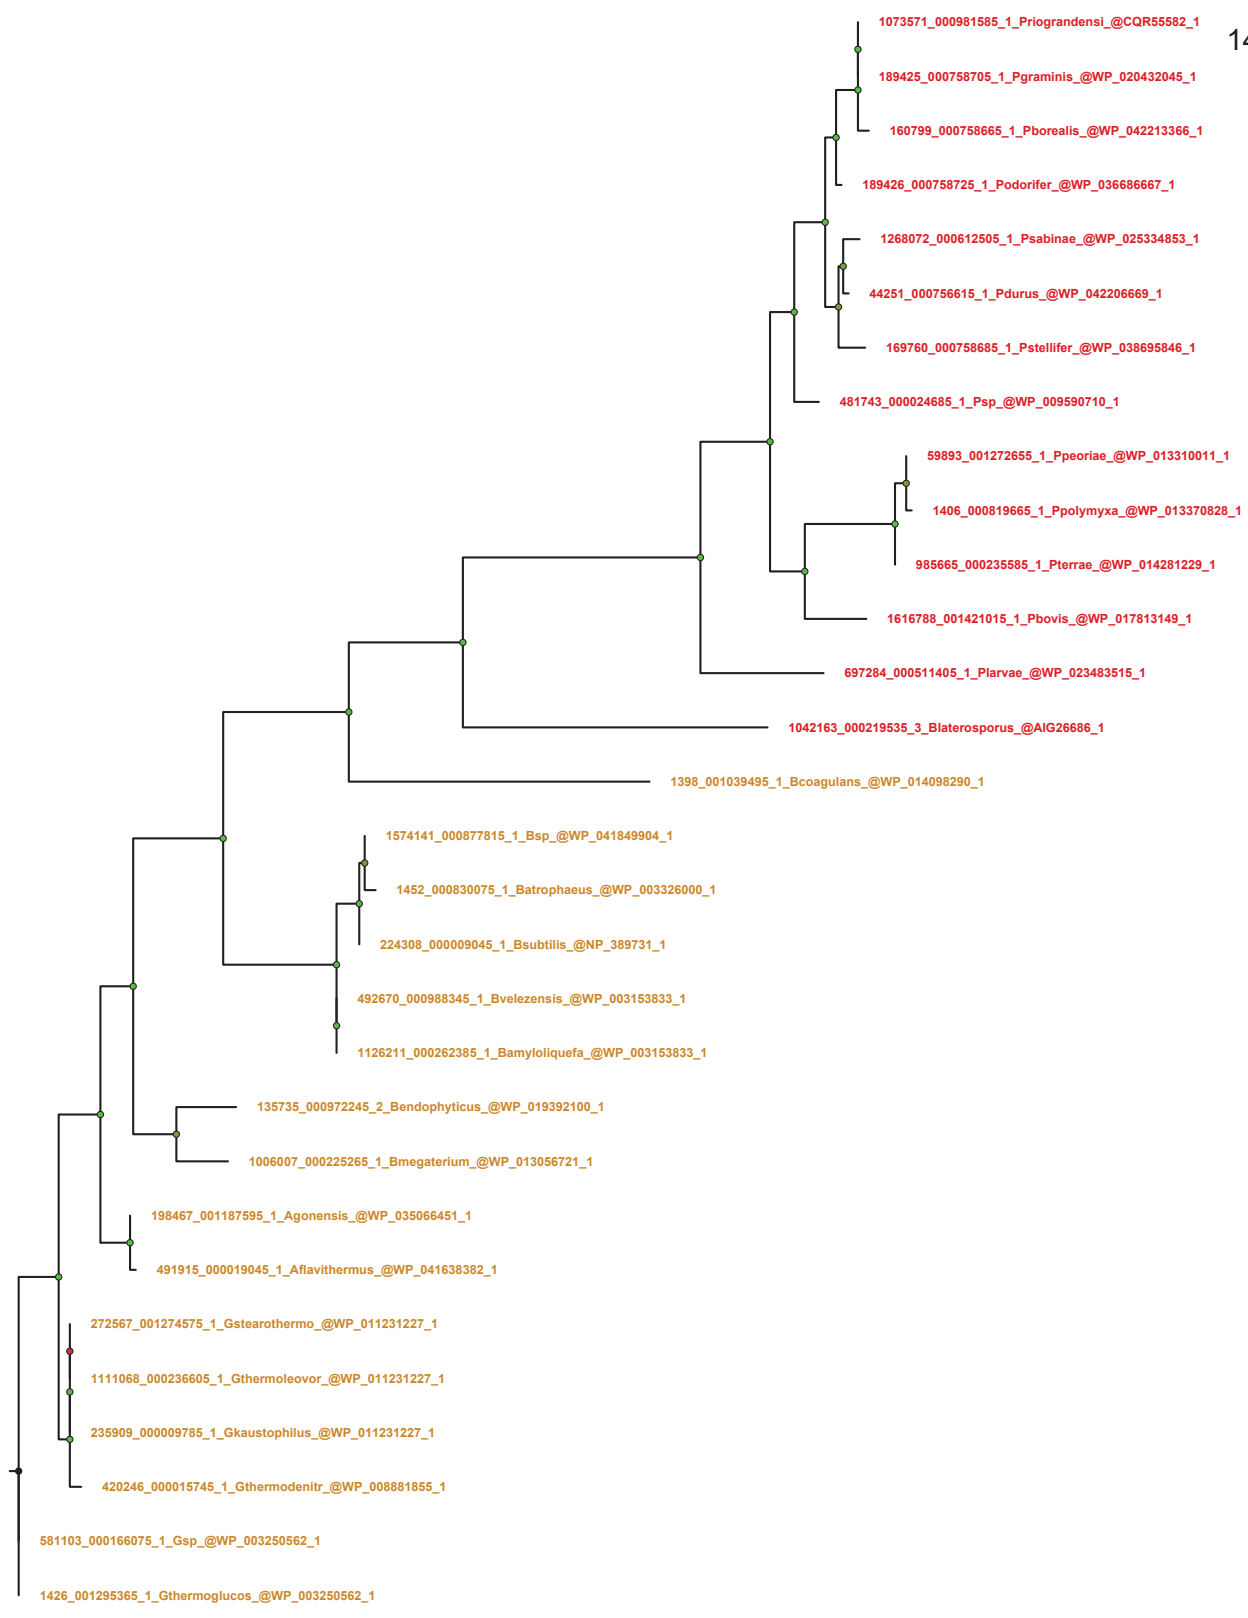 1073571_000981585_1_Priograndensi_@CQR55582_1
14
189425_000758705_1_Pgraminis_@WP_020432045_1
160799_000758665_1_Pborealis_@WP_042213366_1
189426_000758725_1_Podorifer_@WP_036686667_1
1268072_000612505_1_Psabinae_@WP_025334853_1
44251_000756615_1_Pdurus_@WP_042206669_1
169760_000758685_1_Pstellifer_@WP_038695846_1
481743_000024685_1_Psp_@WP_009590710_1
59893_001272655_1_Ppeoriae_@WP_013310011_1
1406_000819665_1_Ppolymyxa_@WP_013370828_1
985665_000235585_1_Pterrae_@WP_014281229_1
1616788_001421015_1_Pbovis_@WP_017813149_1
697284_000511405_1_Plarvae_@WP_023483515_1
1042163_000219535_3_Blaterosporus_@AIG26686_1
1398_001039495_1_Bcoagulans_@WP_014098290_1
1574141_000877815_1_Bsp_@WP_041849904_1
1452_000830075_1_Batrophaeus_@WP_003326000_1
224308_000009045_1_Bsubtilis_@NP_389731_1
492670_000988345_1_Bvelezensis_@WP_003153833_1
1126211_000262385_1_Bamyloliquefa_@WP_003153833_1
135735_000972245_2_Bendophyticus_@WP_019392100_1
1006007_000225265_1_Bmegaterium_@WP_013056721_1
198467_001187595_1_Agonensis_@WP_035066451_1
491915_000019045_1_Aflavithermus_@WP_041638382_1
272567_001274575_1_Gstearothermo_@WP_011231227_1
1111068_000236605_1_Gthermoleovor_@WP_011231227_1
235909_000009785_1_Gkaustophilus_@WP_011231227_1
420246_000015745_1_Gthermodenitr_@WP_008881855_1
581103_000166075_1_Gsp_@WP_003250562_1
1426_001295365_1_Gthermoglucos_@WP_003250562_1